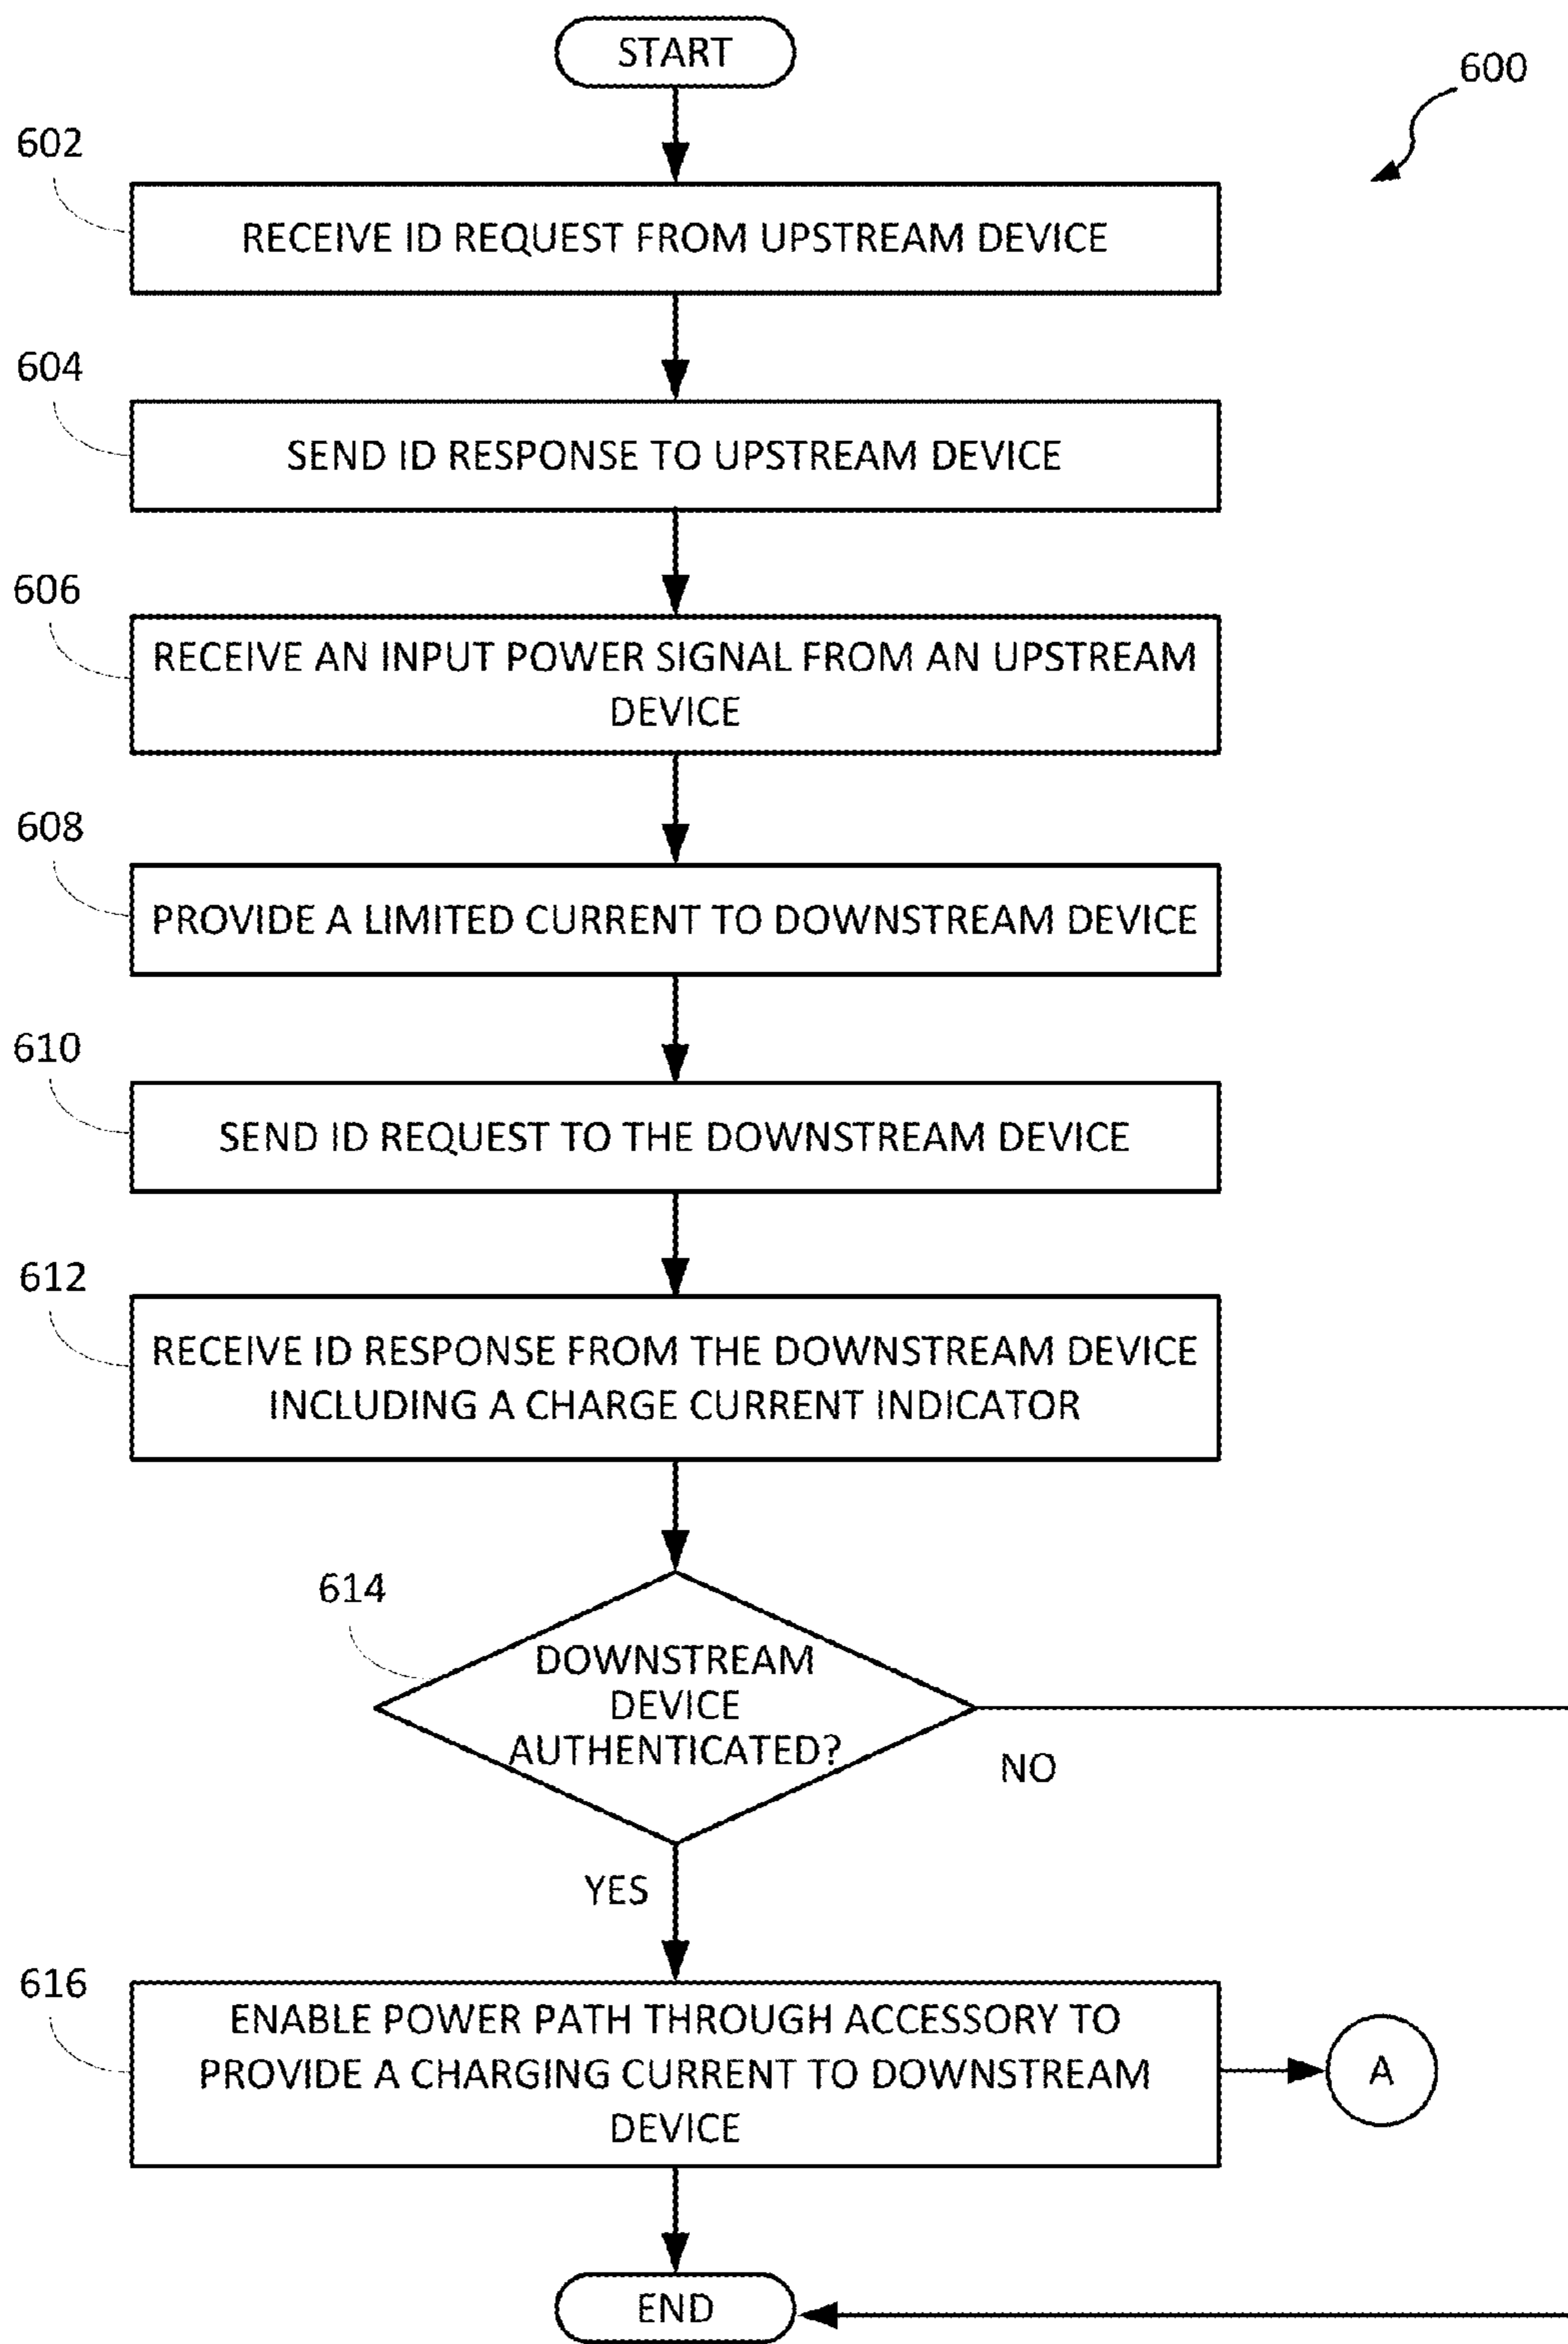 START
600
602
RECEIVE ID REQUEST FROM UPSTREAM DEVICE
604
SEND ID RESPONSE TO UPSTREAM DEVICE
606
RECEIVE AN INPUT POWER SIGNAL FROM AN UPSTREAM
DEVICE
608
PROVIDE A LIMITED CURRENT TO DOWNSTREAM DEVICE
610
SEND ID REQUEST TO THE DOWNSTREAM DEVICE
612
RECEIVE ID RESPONSE FROM THE DOWNSTREAM DEVICE
INCLUDING A CHARGE CURRENT INDICATOR
614
DOWNSTREAM
DEVICE
AUTHENTICATED?
NO
YES
616
ENABLE POWER PATH THROUGH ACCESSORY TO
PROVIDE A CHARGING CURRENT TO DOWNSTREAM
DEVICE
A
END